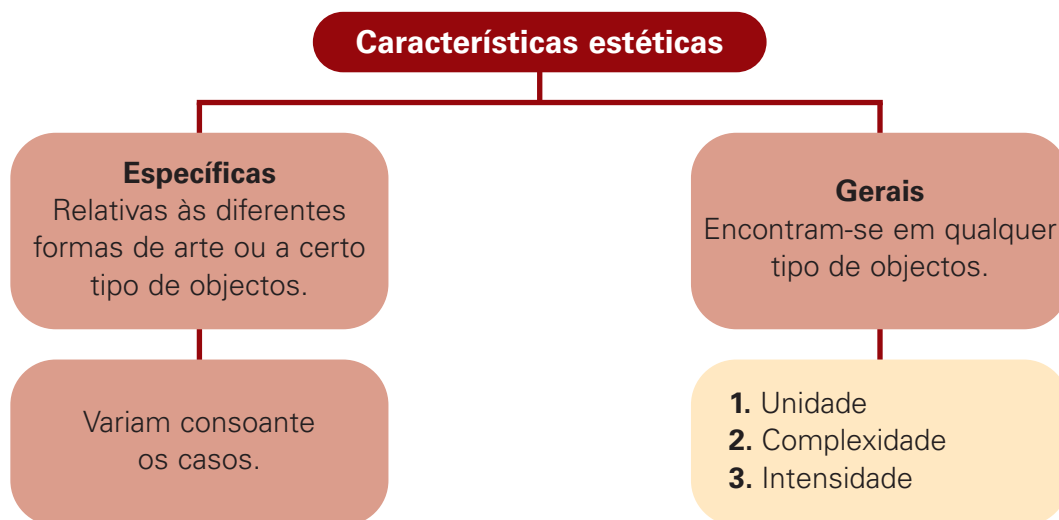 Características estéticas
Específicas
Relativas às diferentes
formas de arte ou a certo
tipo de objectos.
Variam consoante
os casos.
Gerais
Encontram-se em qualquer
tipo de objectos.
1. Unidade
2. Complexidade
3. Intensidade